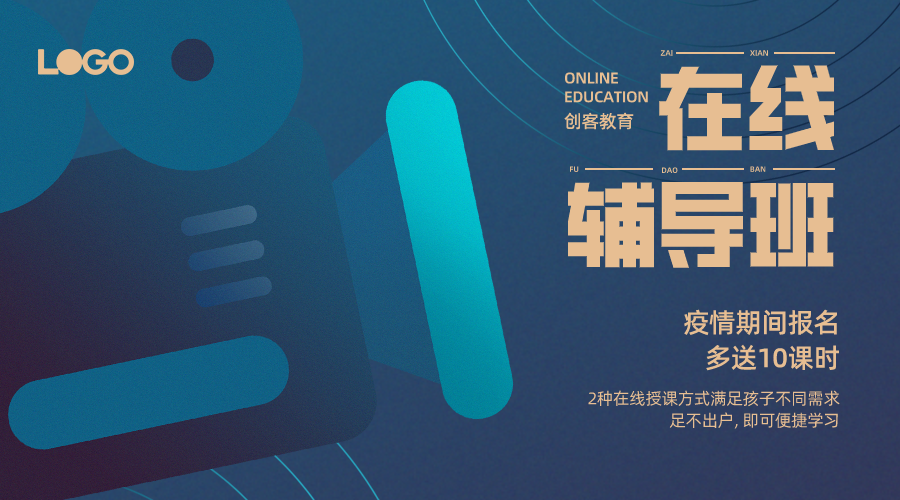 LOGO
ZAI XIAN
ONLINE
EDUCATION
创客教育
在线
FU DAO BAN
辅导班
疫情期间报名
多送10课时
2种在线授课方式满足孩子不同需求
足不出户, 即可便捷学习